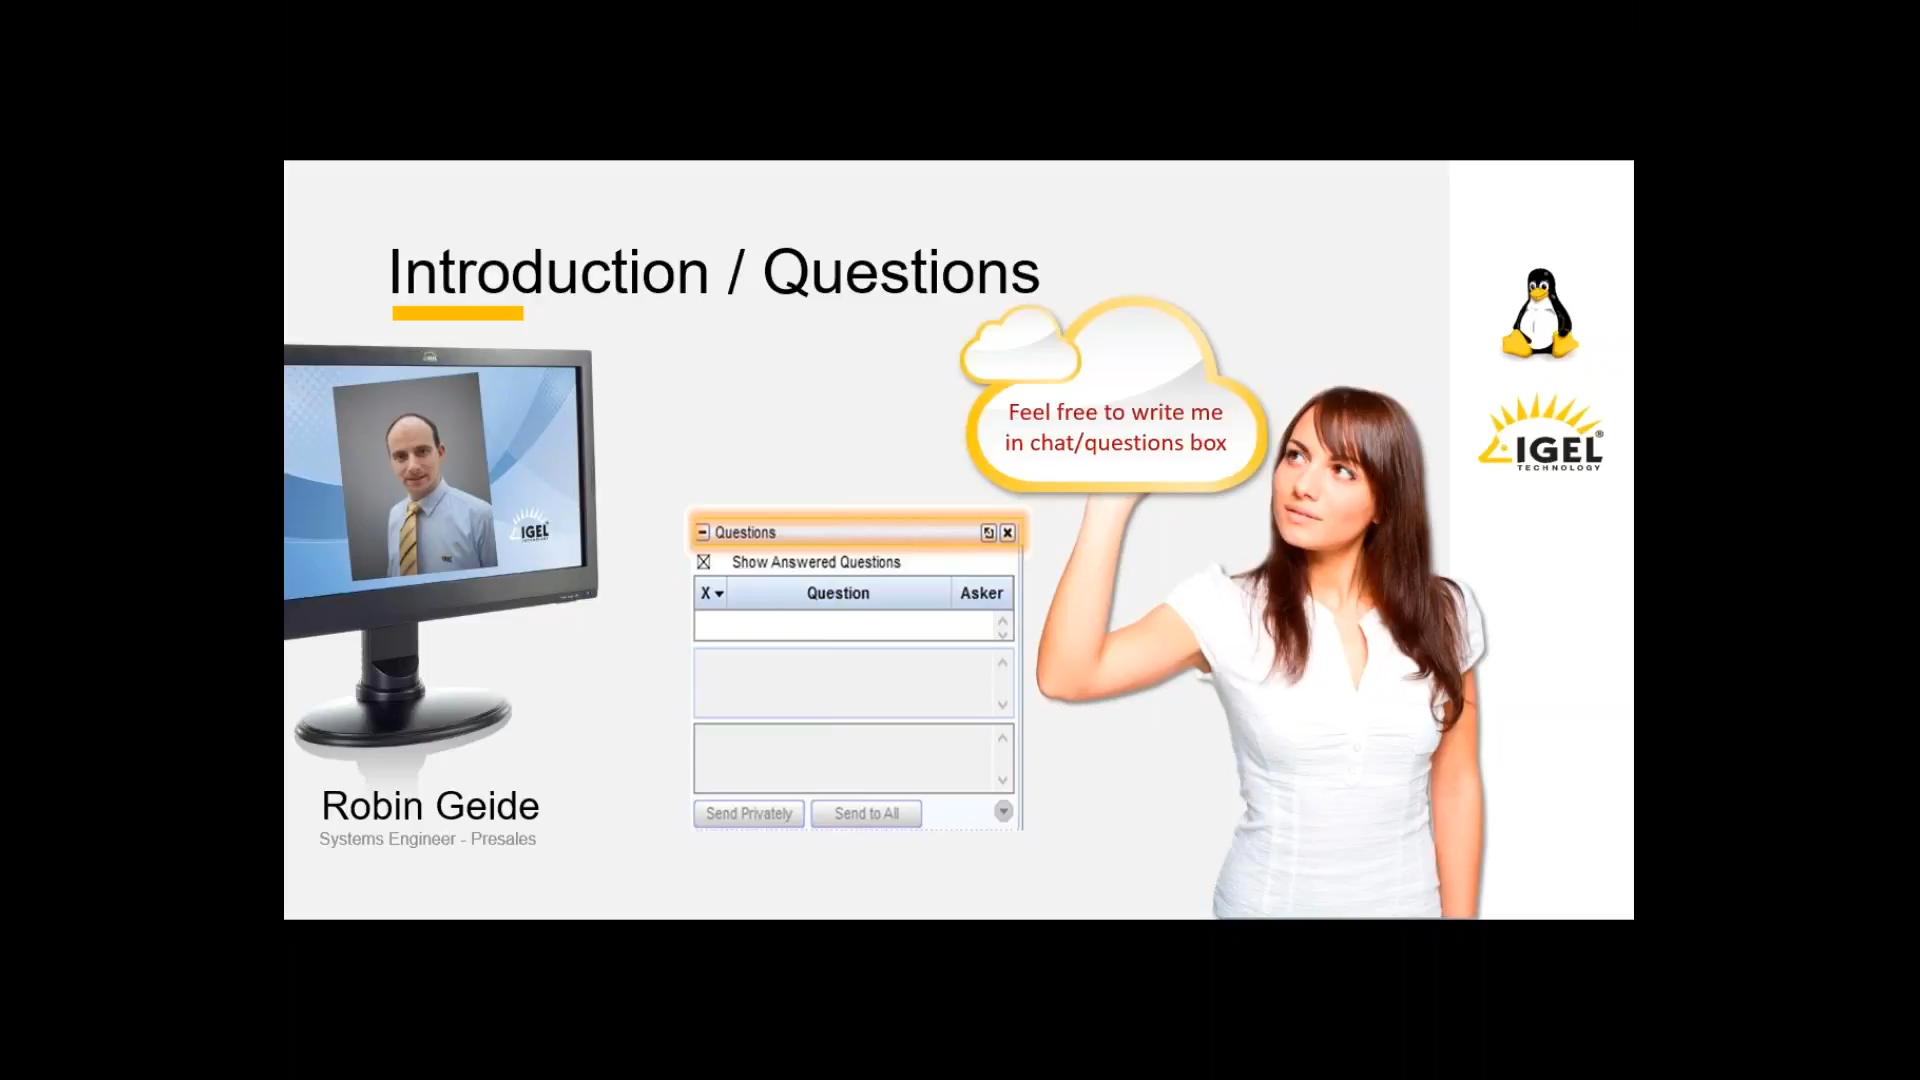 Introduction / Questions
Feel free to write me
in chat/questions box
IGEL®
TECHNOLOGY
IGEL
Questions
Show Answered Questions
X Question Asker
Send Privately Send to All
Robin Geide
Systems Engineer - Presales